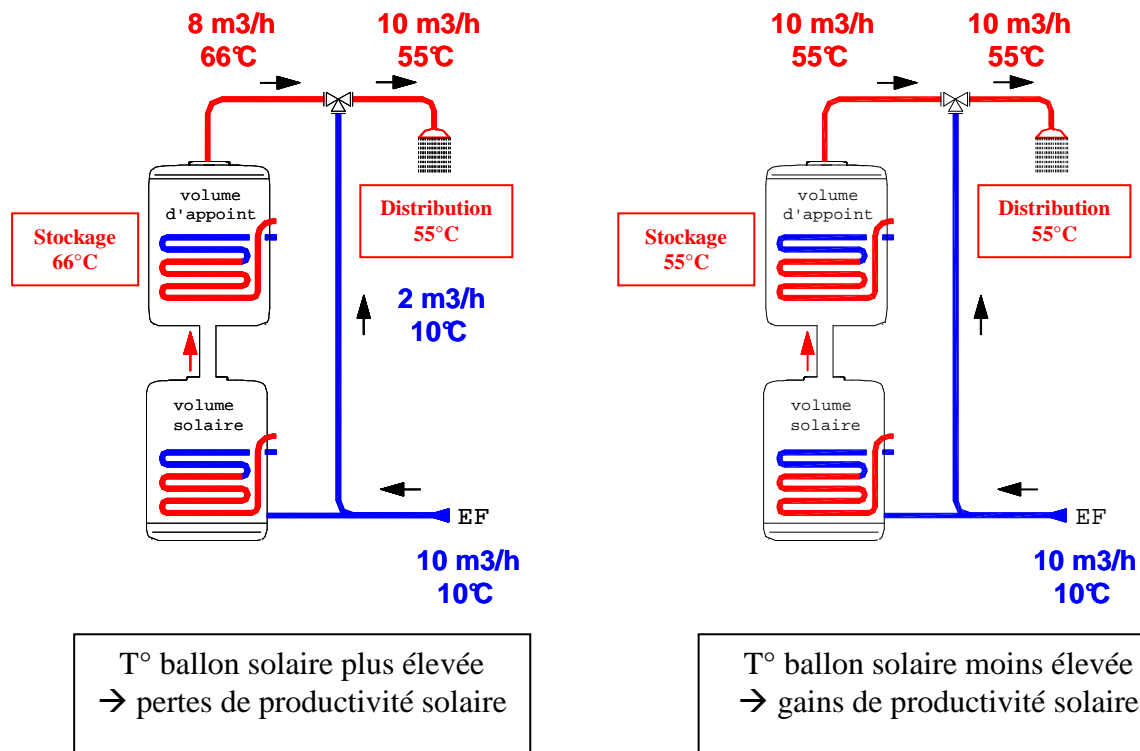 8 m3/h
66°C
10 m3/h
55°C
volume
d'appoint
Stockage
66°C
Distribution
55°C
2 m3/h
10°C
volume
solaire
EF
10 m3/h
10°C
T° ballon solaire plus élevée
→ pertes de productivité solaire
10 m3/h
55°C
10 m3/h
55°C
volume
d'appoint
Stockage
55°C
Distribution
55°C
volume
solaire
EF
10 m3/h
10°C
T° ballon solaire moins élevée
→ gains de productivité solaire